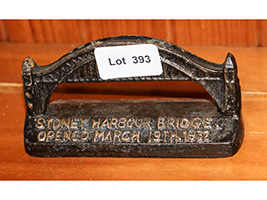 Lot 393
SYDNEY HARBOUR BRIDGE.
OPENED MARCH 19TH.1932